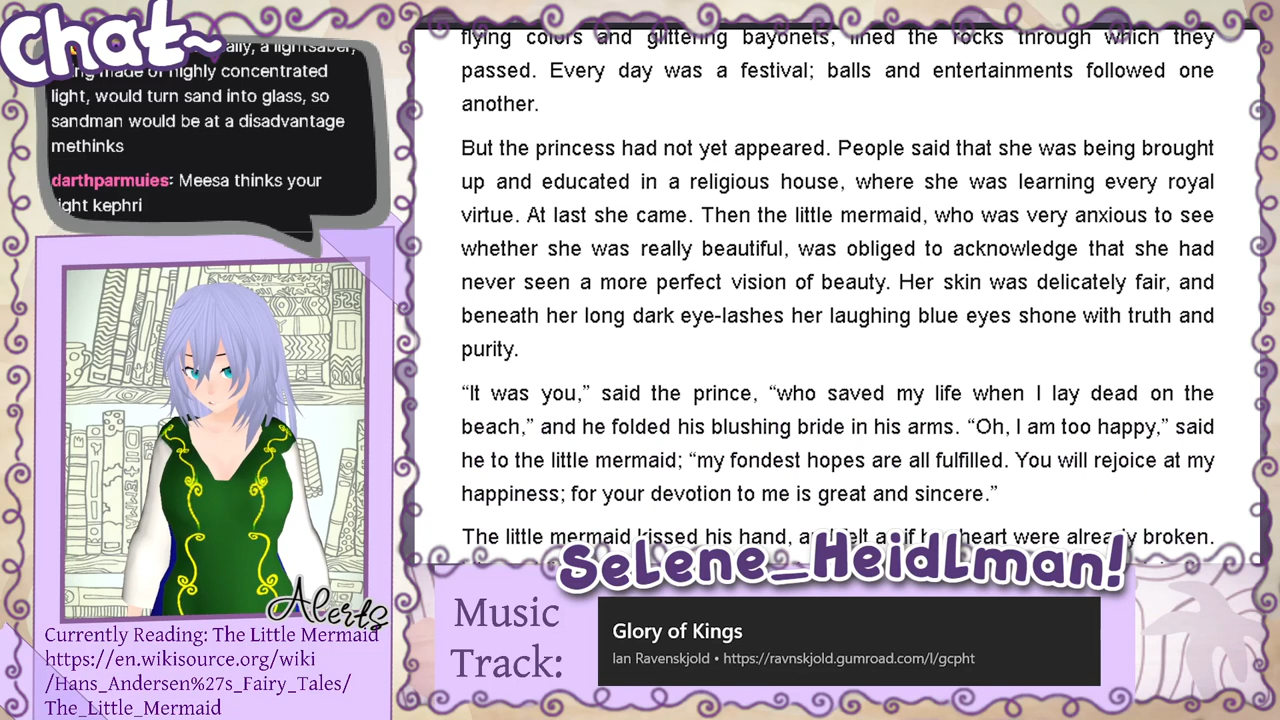 Chat~
a lightsaber,
made of highly concentrated
light, would turn sand into glass, so
sandman would be at a disadvantage
methinks
darthparmuies: Meesa thinks your
ight kephri
flying colors and glittering bayonets, lined the rocks through which they
passed. Every day was a festival; balls and entertainments followed one
another.
But the princess had not yet appeared. People said that she was being brought
up and educated in a religious house, where she was learning every royal
virtue. At last she came. Then the little mermaid, who was very anxious to see
whether she was really beautiful, was obliged to acknowledge that she had
never seen a more perfect vision of beauty. Her skin was delicately fair, and
beneath her long dark eye-lashes her laughing blue eyes shone with truth and
purity.
“It was you,” said the prince, “who saved my life when I lay dead on the
beach,” and he folded his blushing bride in his arms. “Oh, I am too happy,” said
he to the little mermaid; “my fondest hopes are all fulfilled. You will rejoice at my
happiness; for your devotion to me is great and sincere.”
The little mermaid kissed his hand, and felt as if her heart were already broken.
Selene_Heidlman!
Alerts
Currently Reading: The Little Mermaid
https://en.wikisource.org/wiki
/Hans_Andersen%27s_Fairy_Tales/
The_Little_Mermaid
Music
Track:
Glory of Kings
Ian Ravenskjold • https://ravnskjold.gumroad.com/l/gcpht